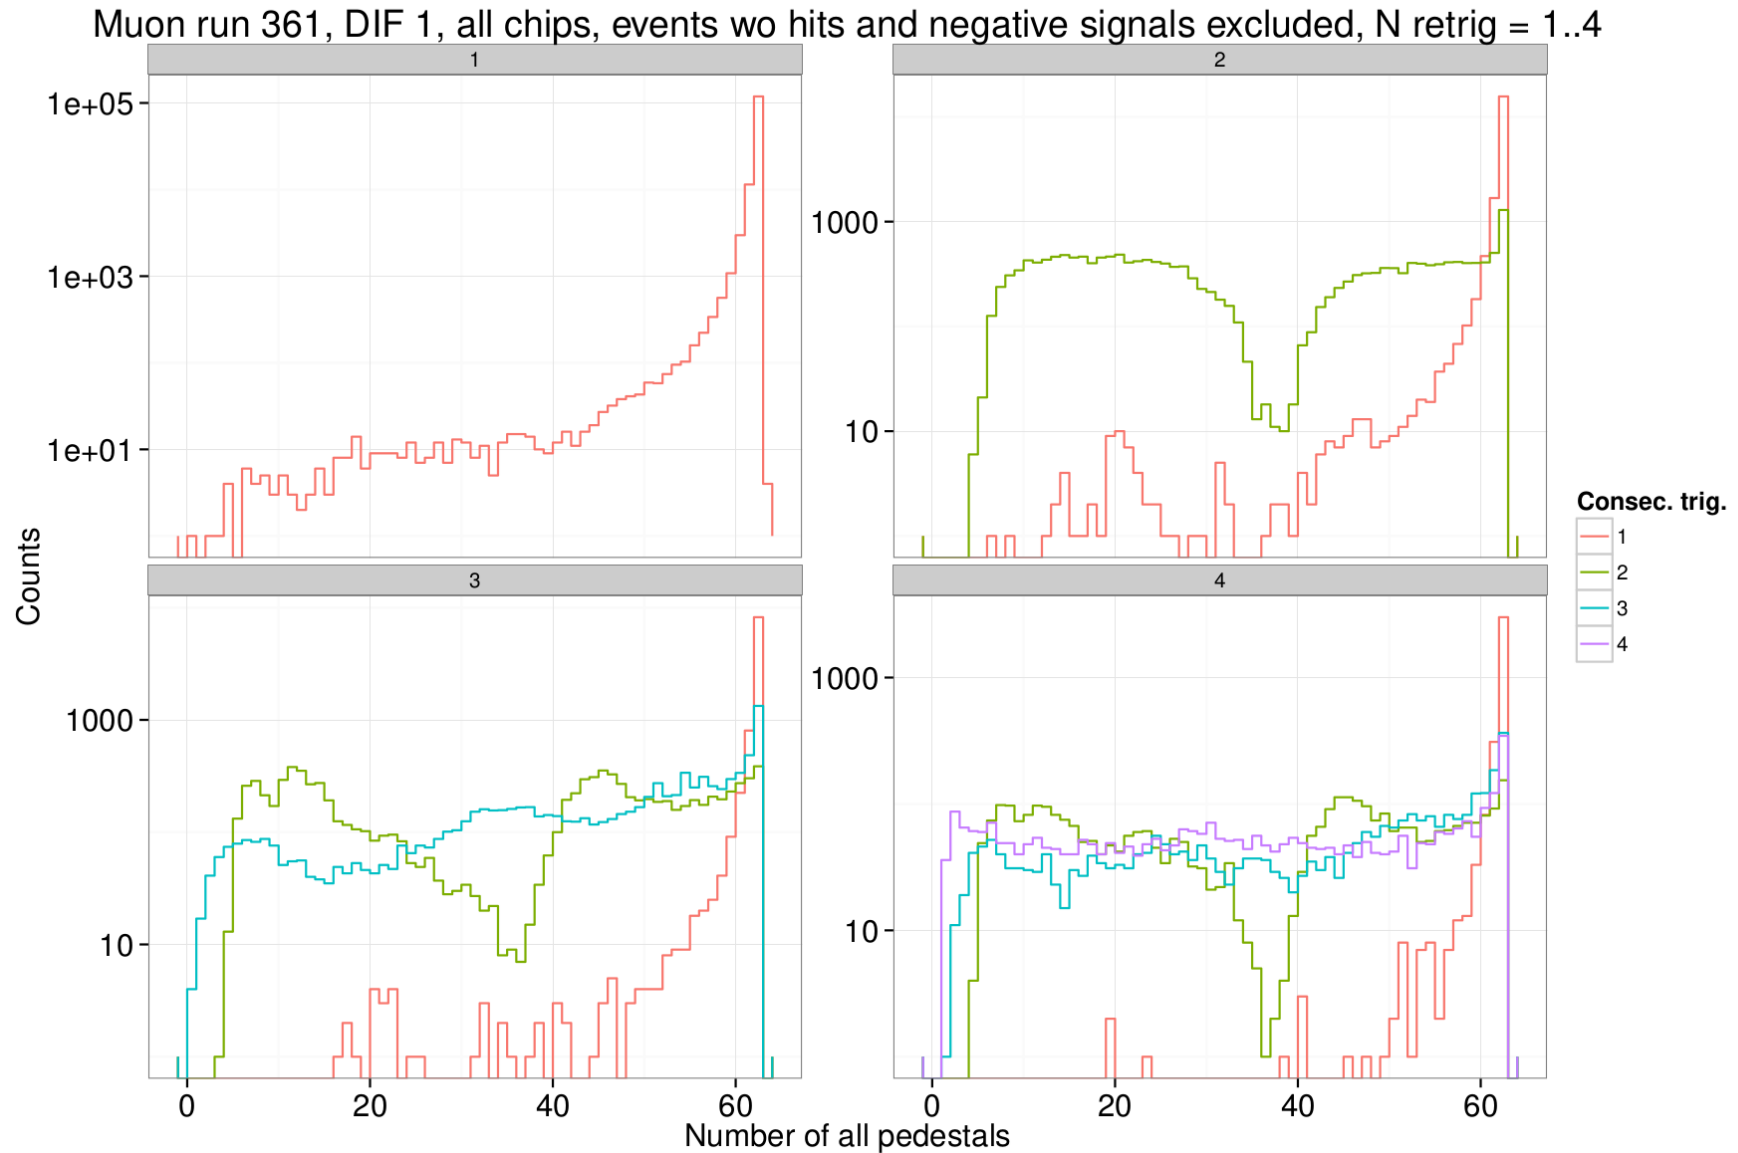 Muon run 361, DIF 1, all chips, events wo hits and negative signals excluded, N retrig = 1..4
1
2
1e+05
1e+03
1e+01
1000
10
3
4
1000
10
1000
10
0 20 40 60
0 20 40 60
Number of all pedestals
Counts
Consec. trig.
1
2
3
4